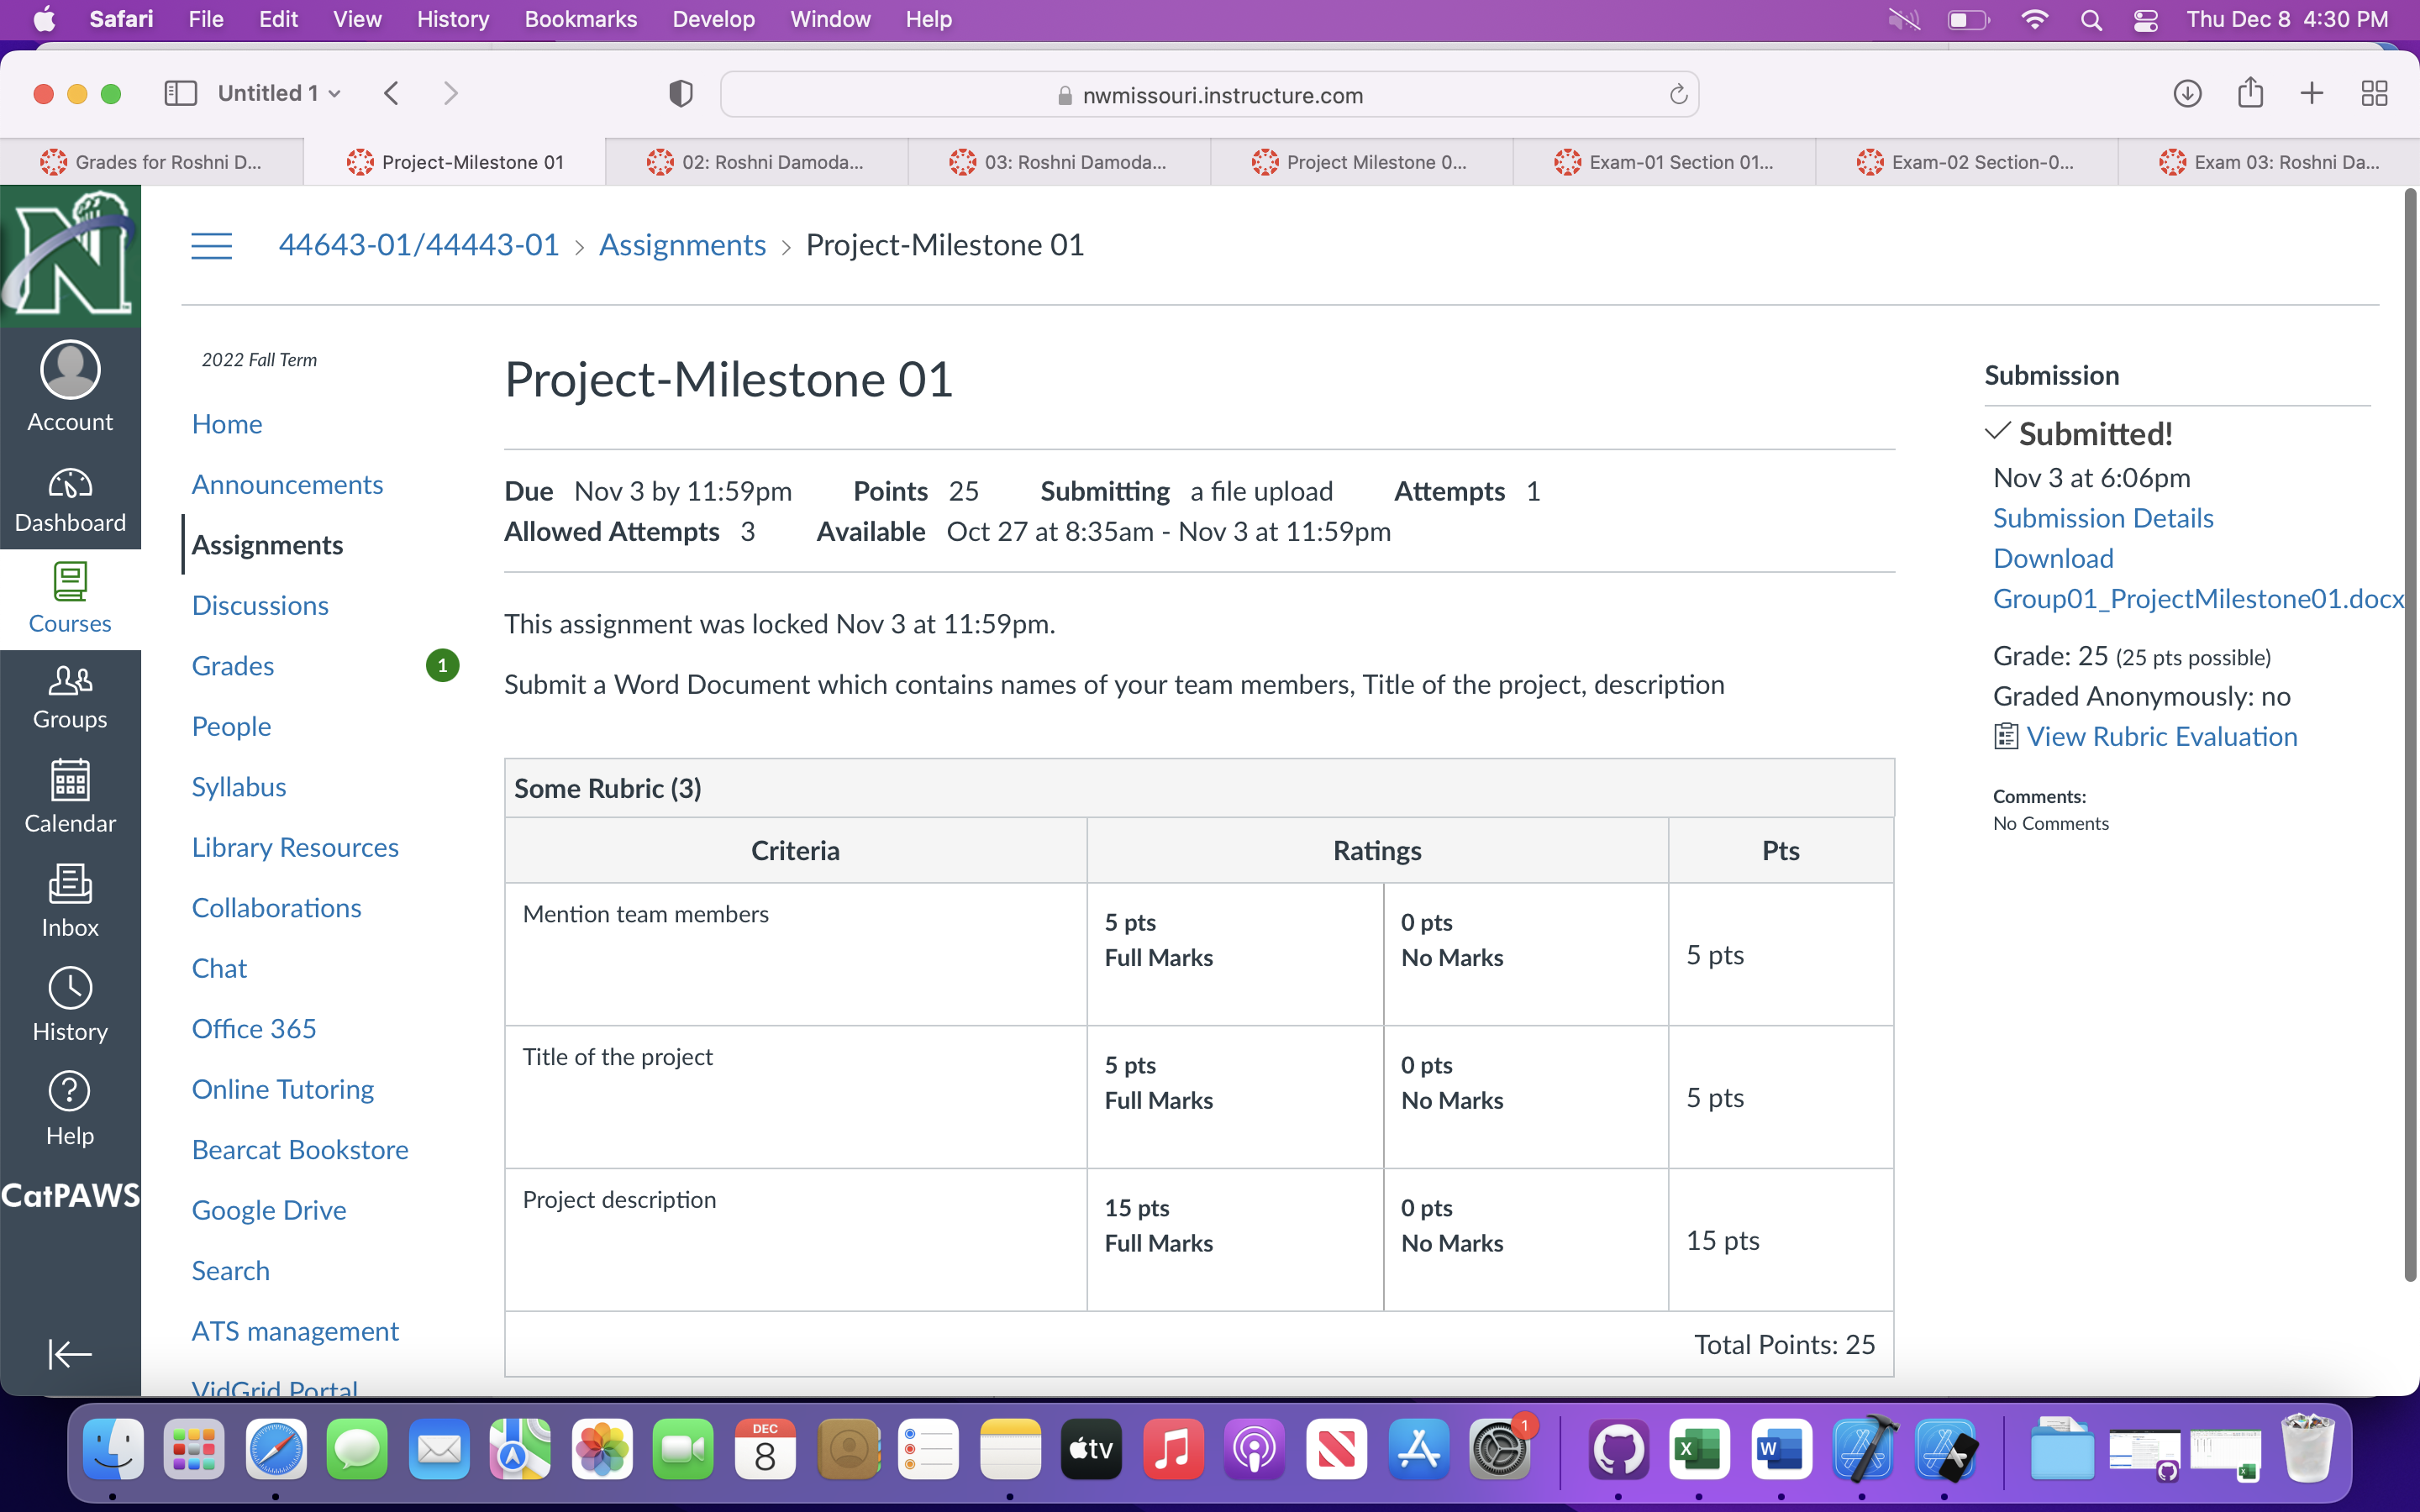 Safari File Edit View History Bookmarks Develop Window Help Thu Dec 8 4:30 PM
Untitled 1 nwmissouri.instructure.com
Grades for Roshni D... Project-Milestone 01 02: Roshni Damoda... 03: Roshni Damoda... Project Milestone 0... Exam-01 Section 01... Exam-02 Section-0... Exam 03: Roshni Da...
N
Account
Dashboard
Courses
Groups
Calendar
Inbox
History
Help
CatPAWS
44643-01/44443-01 › Assignments › Project-Milestone 01
2022 Fall Term
Home
Announcements
Assignments
Discussions
Grades 1
People
Syllabus
Library Resources
Collaborations
Chat
Office 365
Online Tutoring
Bearcat Bookstore
Google Drive
Search
ATS management
VidGrid Portal
Project-Milestone 01
Due Nov 3 by 11:59pm Points 25 Submitting a file upload Attempts 1
Allowed Attempts 3 Available Oct 27 at 8:35am - Nov 3 at 11:59pm
This assignment was locked Nov 3 at 11:59pm.
Submit a Word Document which contains names of your team members, Title of the project, description
Some Rubric (3)
Criteria Ratings Pts
Mention team members 5 pts 0 pts
Full Marks No Marks 5 pts
Title of the project 5 pts 0 pts
Full Marks No Marks 5 pts
Project description 15 pts 0 pts
Full Marks No Marks 15 pts
Total Points: 25
Submission
Submitted!
Nov 3 at 6:06pm
Submission Details
Download
Group01_ProjectMilestone01.docx
Grade: 25 (25 pts possible)
Graded Anonymously: no
View Rubric Evaluation
Comments:
No Comments
DEC
8
tv
1
X
W